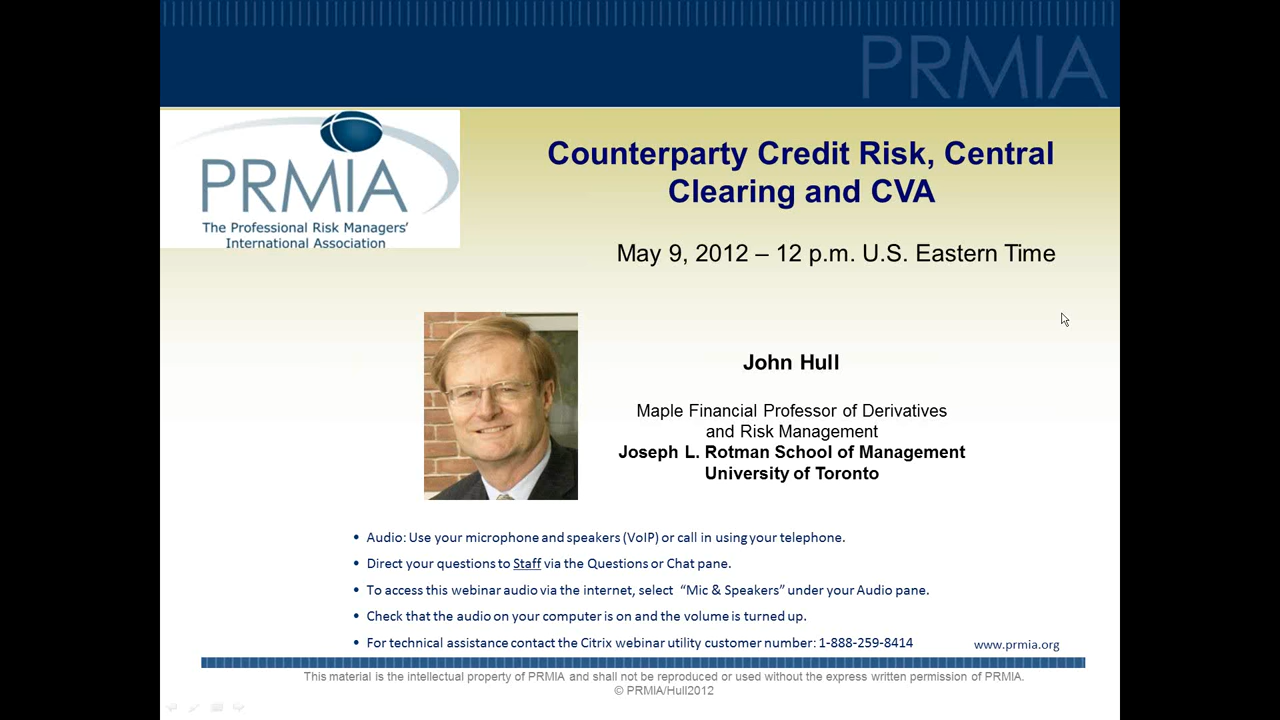 PRMIA
PRMIA
The Professional Risk Managers'
International Association
Counterparty Credit Risk, Central
Clearing and CVA
May 9, 2012 – 12 p.m. U.S. Eastern Time
John Hull
Maple Financial Professor of Derivatives
and Risk Management
Joseph L. Rotman School of Management
University of Toronto
• Audio: Use your microphone and speakers (VoIP) or call in using your telephone.
• Direct your questions to Staff via the Questions or Chat pane.
• To access this webinar audio via the internet, select “Mic & Speakers” under your Audio pane.
• Check that the audio on your computer is on and the volume is turned up.
• For technical assistance contact the Citrix webinar utility customer number: 1-888-259-8414
www.prmia.org
This material is the intellectual property of PRMIA and shall not be reproduced or used without the express written permission of PRMIA.
© PRMIA/Hull2012